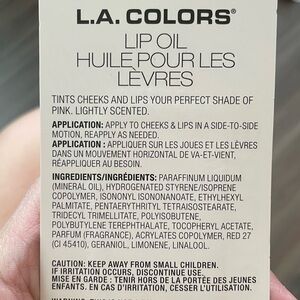 L.A. COLORS®
LIP OIL
HUILE POUR LES
LÈVRES
TINTS CHEEKS AND LIPS YOUR PERFECT SHADE OF
PINK. LIGHTLY SCENTED.
APPLICATION: APPLY TO CHEEKS & LIPS IN A SIDE-TO-SIDE
MOTION, REAPPLY AS NEEDED.
APPLICATION : APPLIQUER SUR LES JOUES ET LES LÈVRES
DANS UN MOUVEMENT HORIZONTAL DE VA-ET-VIENT,
RÉAPPLIQUER AU BESOIN.
INGREDIENTS/INGRÉDIENTS: PARAFFINUM LIQUIDUM
(MINERAL OIL), HYDROGENATED STYRENE/ISOPRENE
COPOLYMER, ISONONYL ISONONANOATE, ETHYLHEXYL
PALMITATE, PENTAERYTHRITYL TETRAISOSTEARATE,
TRIDECYL TRIMELLITATE, POLYISOBUTENE,
POLYBUTYLENE TEREPHTHALATE, TOCOPHERYL ACETATE,
PARFUM (FRAGRANCE), ACRYLATES COPOLYMER, RED 27
(CI 45410), GERANIOL, LIMONENE, LINALOOL.
CAUTION: KEEP AWAY FROM SMALL CHILDREN.
IF IRRITATION OCCURS, DISCONTINUE USE.
MISE EN GARDE : TENIR HORS DE LA PORTÉE DES JEUNES
ENFANTS. EN CAS D'IRRITATION, CESSER L'UTILISATION.